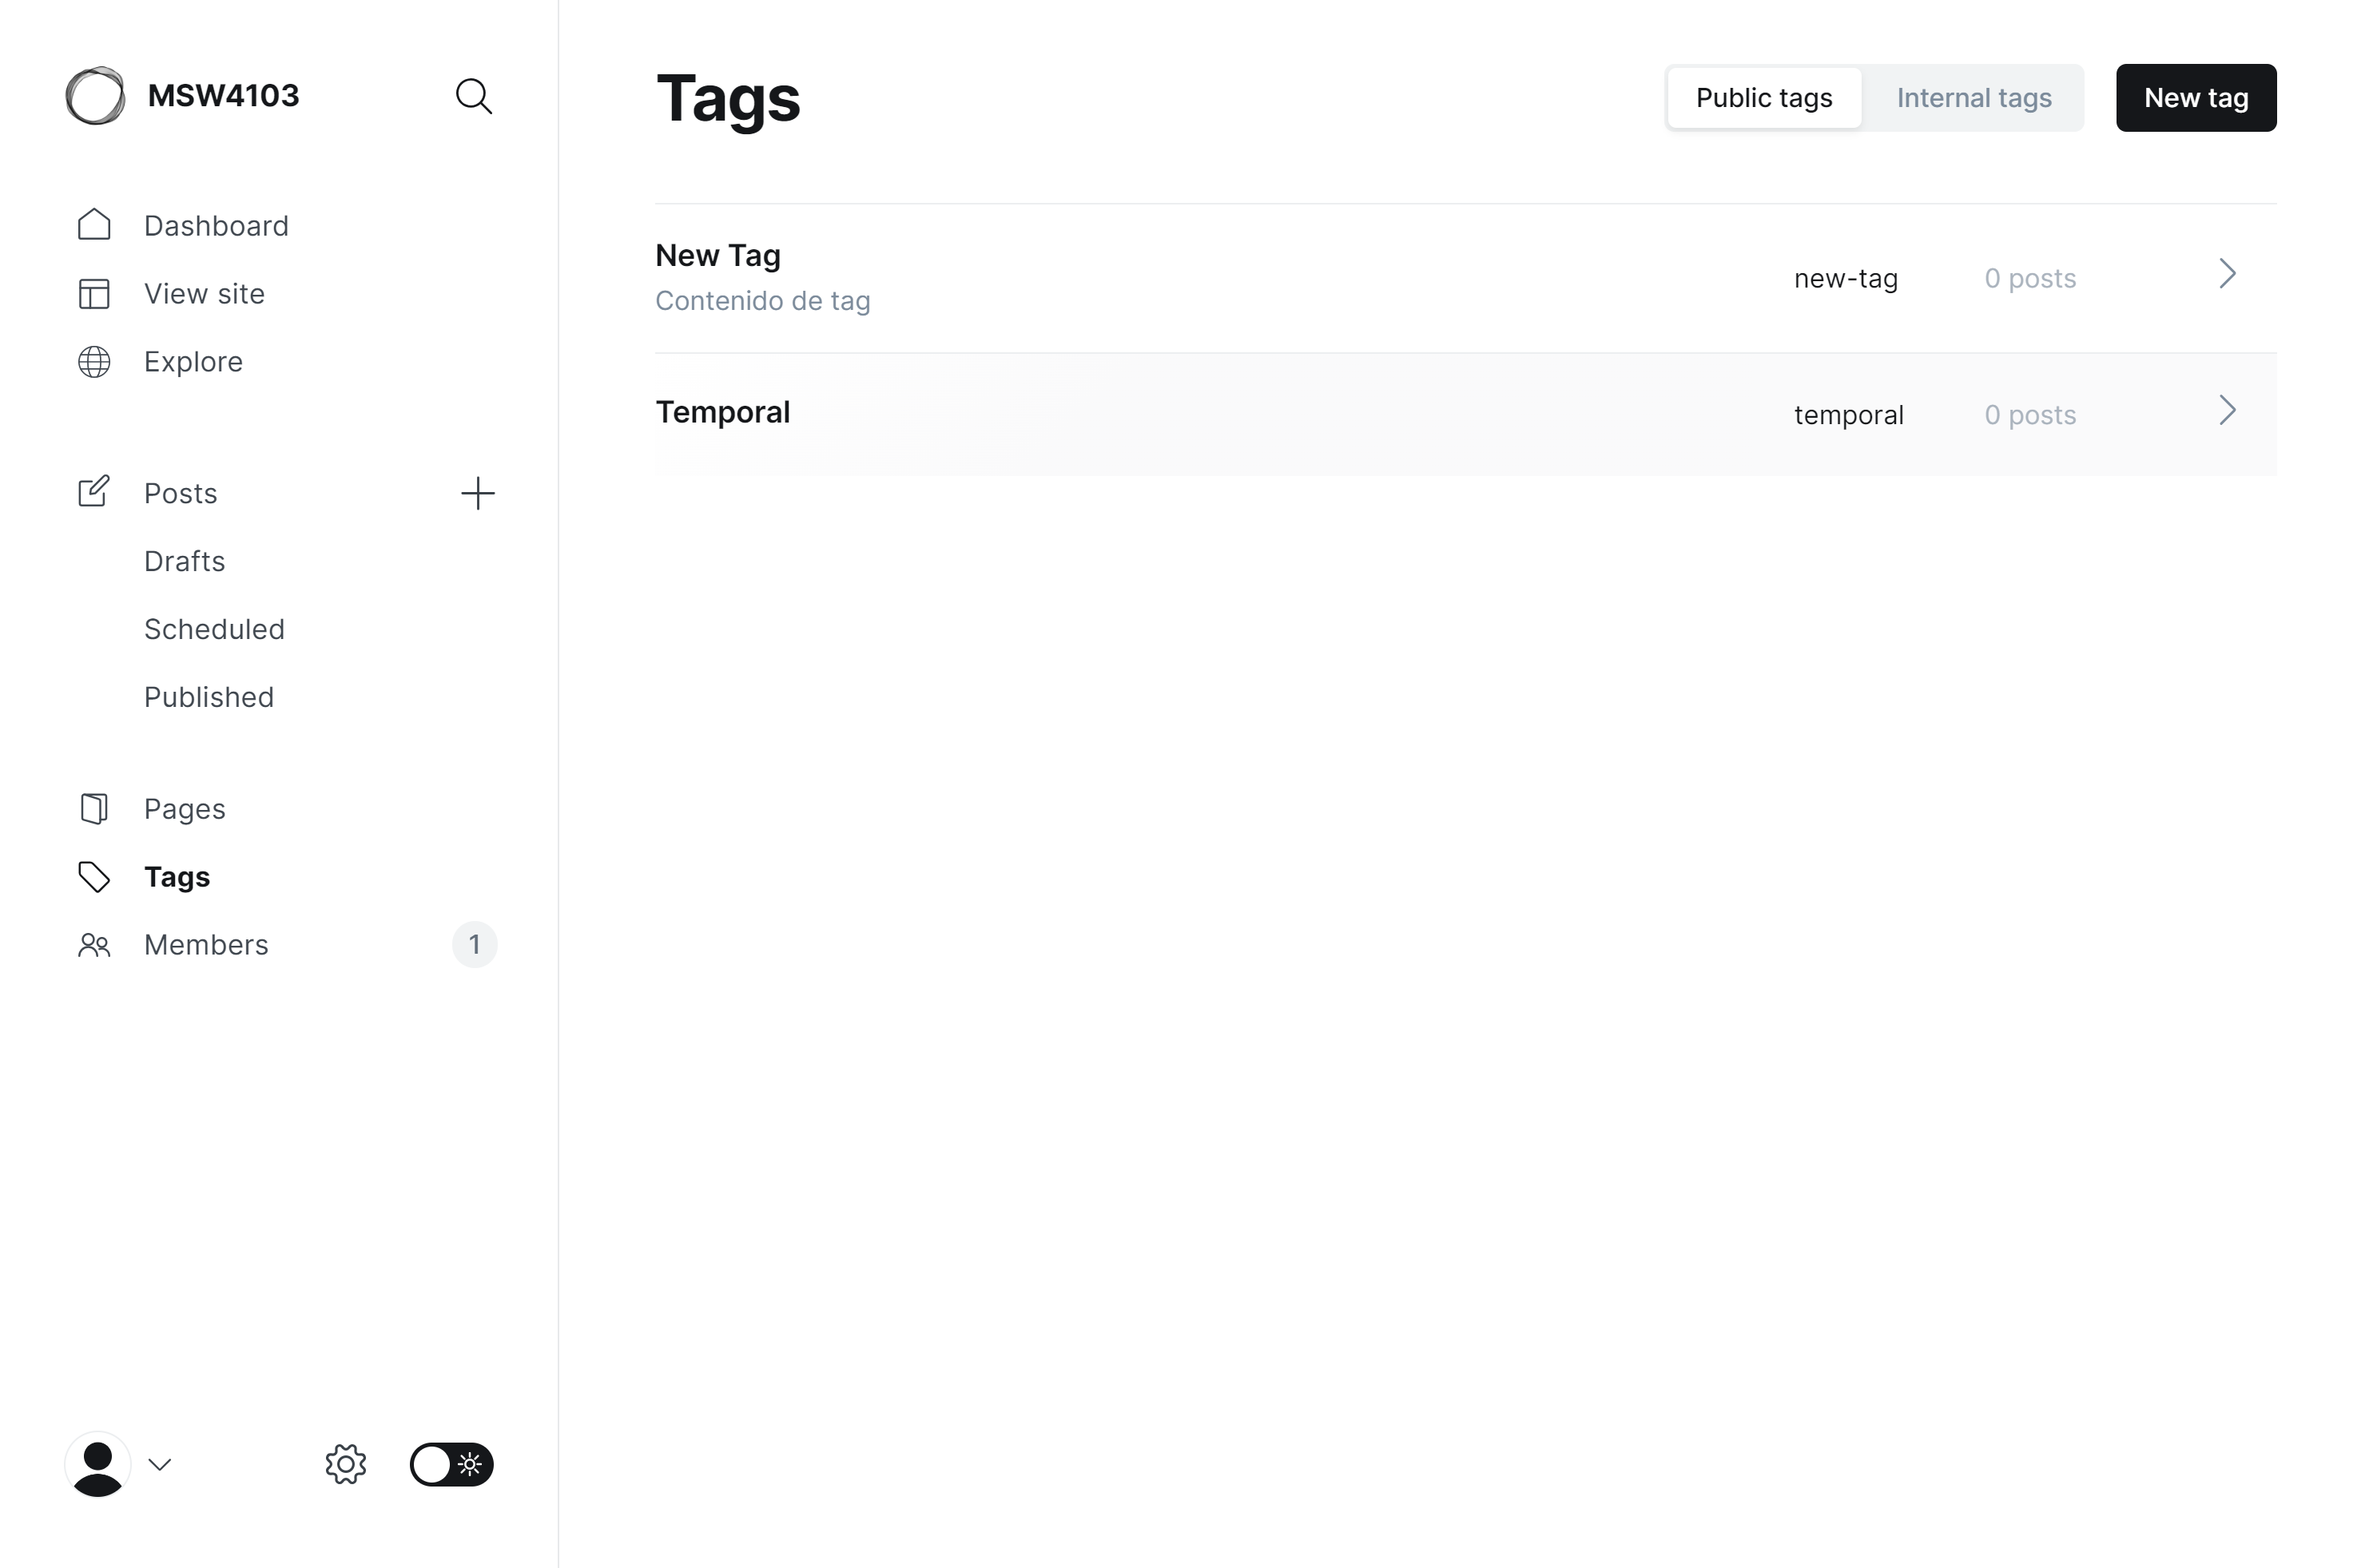 MSW4103
Dashboard
View site
Explore
Posts
Drafts
Scheduled
Published
Pages
Tags
Members 1
Tags
Public tags Internal tags New tag
New Tag
Contenido de tag
new-tag 0 posts
Temporal temporal 0 posts